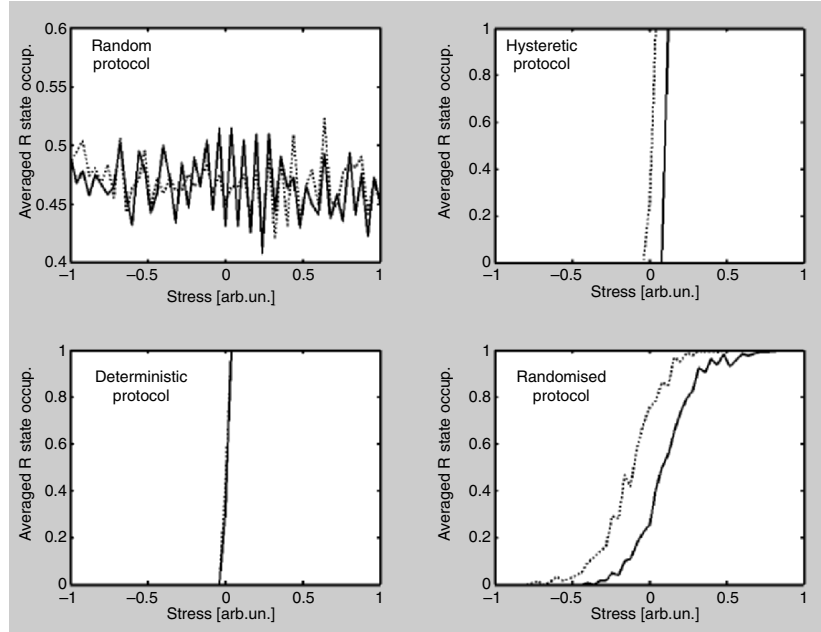 0.6
0.55
0.5
0.45
0.4
Averaged R state occup.
Random
protocol
−1
−0.5
0
0.5
1
Stress [arb.un.]
1
0.8
0.6
0.4
0.2
0
Averaged R state occup.
Hysteretic
protocol
−1
−0.5
0
0.5
1
Stress [arb.un.]
1
0.8
0.6
0.4
0.2
0
Averaged R state occup.
Deterministic
protocol
−1
−0.5
0
0.5
1
Stress [arb.un.]
1
0.8
0.6
0.4
0.2
0
Averaged R state occup.
Randomised
protocol
−1
−0.5
0
0.5
1
Stress [arb.un.]